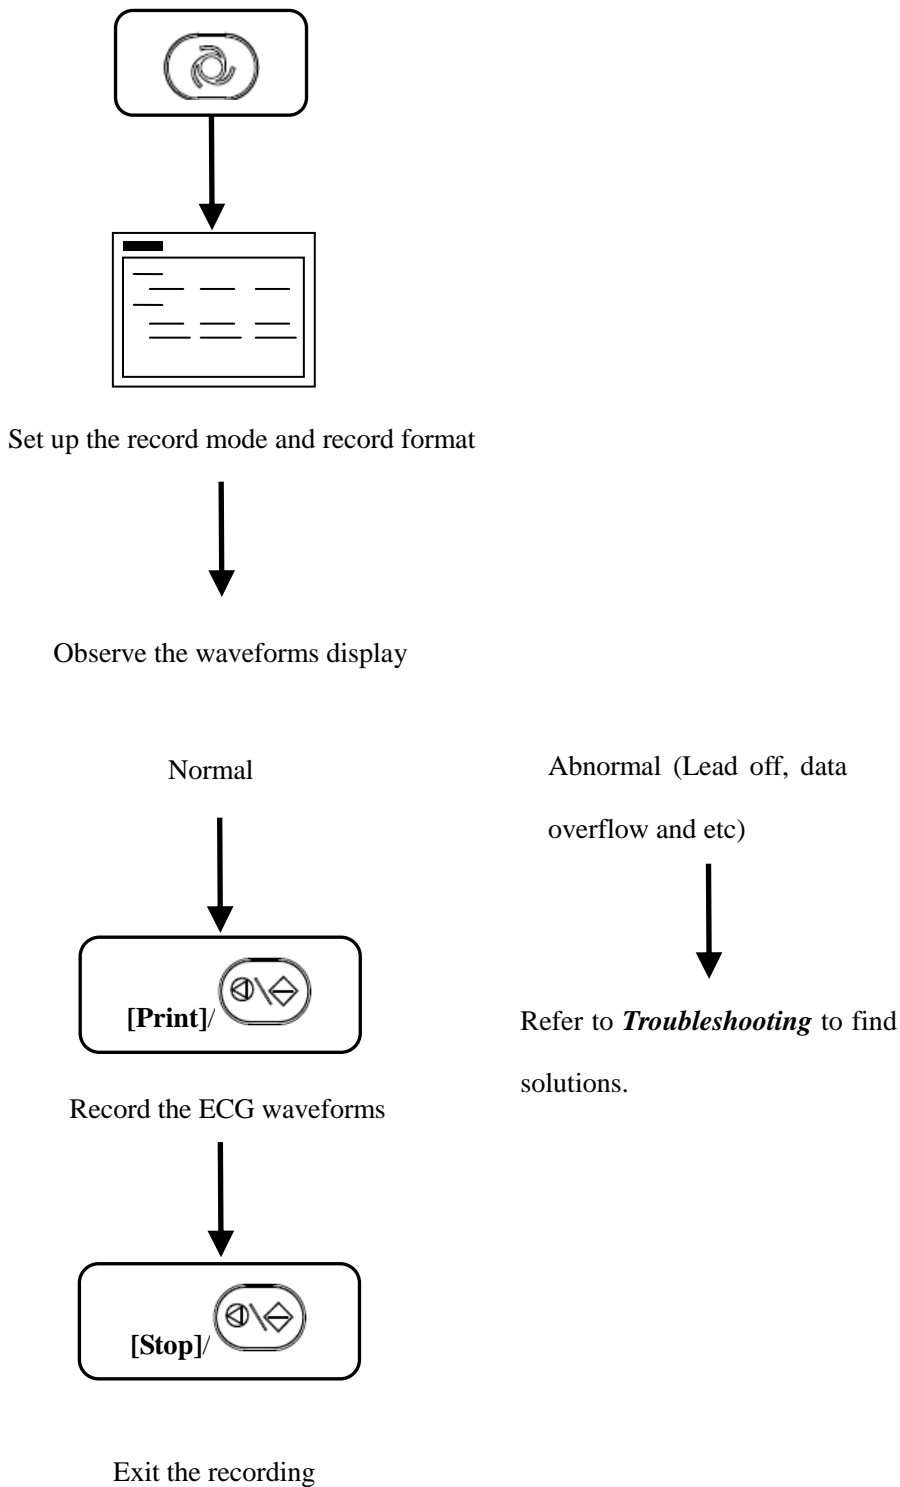 Set up the record mode and record format
Observe the waveforms display
Normal
Abnormal (Lead off, data
overflow and etc)
[Print]/
Refer to Troubleshooting to find
solutions.
Record the ECG waveforms
[Stop]/
Exit the recording